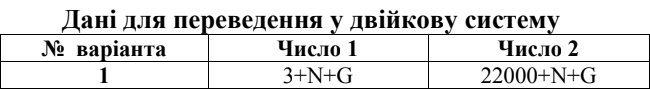 Дані для переведення у двійкову систему
№ варіанта Число 1 Число 2
1 3+N+G 22000+N+G